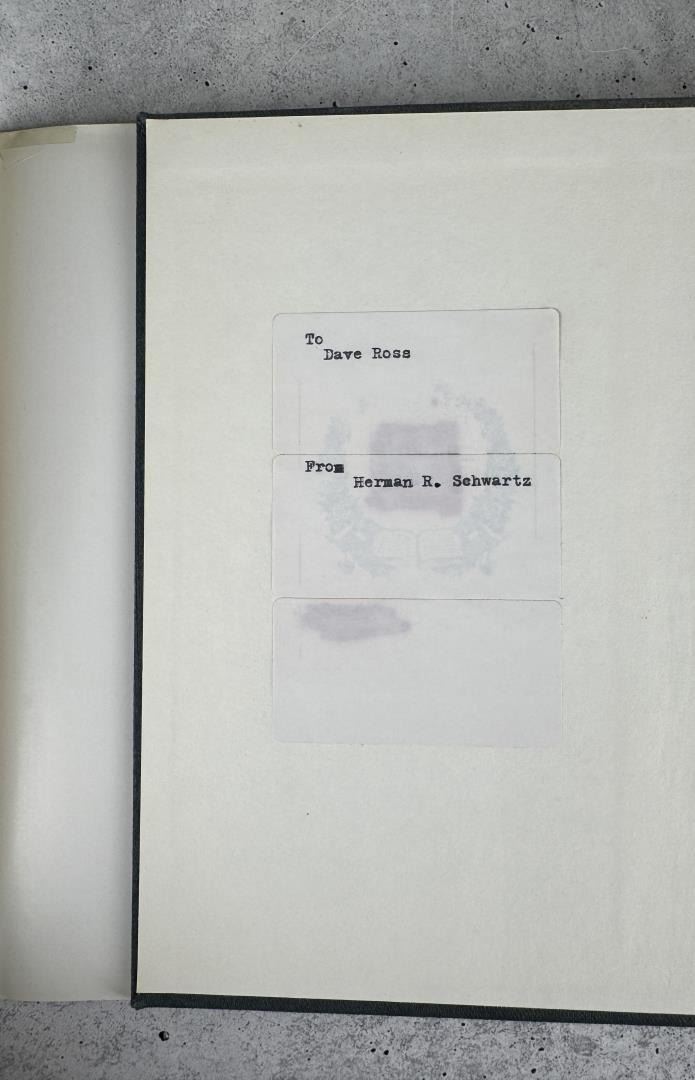 To
Dave Ross
From
Herman R. Schwartz